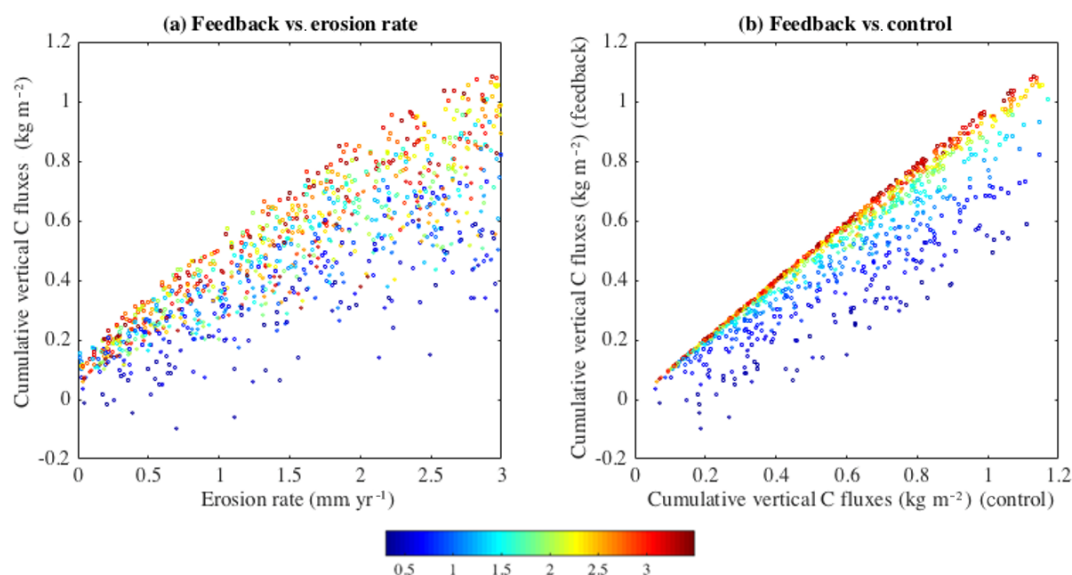 (a) Feedback vs. erosion rate
1.2
1
0.8
0.6
0.4
0.2
0
-0.2
Cumulative vertical C fluxes (kg m⁻²)
0 0.5 1 1.5 2 2.5 3
Erosion rate (mm yr⁻¹)
(b) Feedback vs. control
1.2
1
0.8
0.6
0.4
0.2
0
-0.2
Cumulative vertical C fluxes (kg m⁻²) (feedback)
0 0.2 0.4 0.6 0.8 1 1.2
Cumulative vertical C fluxes (kg m⁻²) (control)
0.5 1 1.5 2 2.5 3